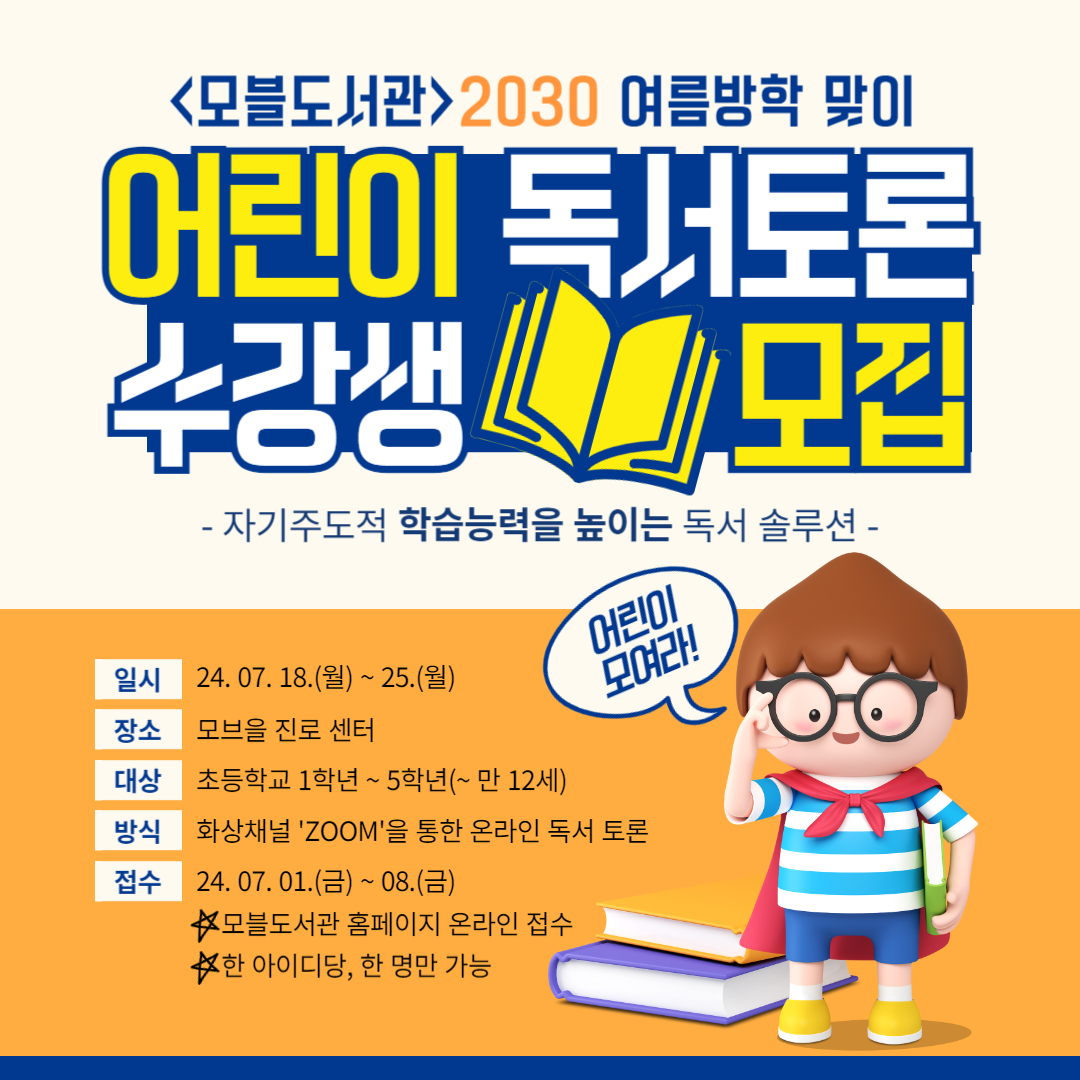 <모블도서관>2030 여름방학 맞이
어린이 독서토론
수강생 모집
- 자기주도적 학습능력을 높이는 독서 솔루션 -
어린이
모여라!
일시 24. 07. 18.(월) ~ 25.(월)
장소 모브을 진로 센터
대상 초등학교 1학년 ~ 5학년(~ 만 12세)
방식 화상채널 'ZOOM'을 통한 온라인 독서 토론
접수 24. 07. 01.(금) ~ 08.(금)
☆모블도서관 홈페이지 온라인 접수
☆한 아이디당, 한 명만 가능